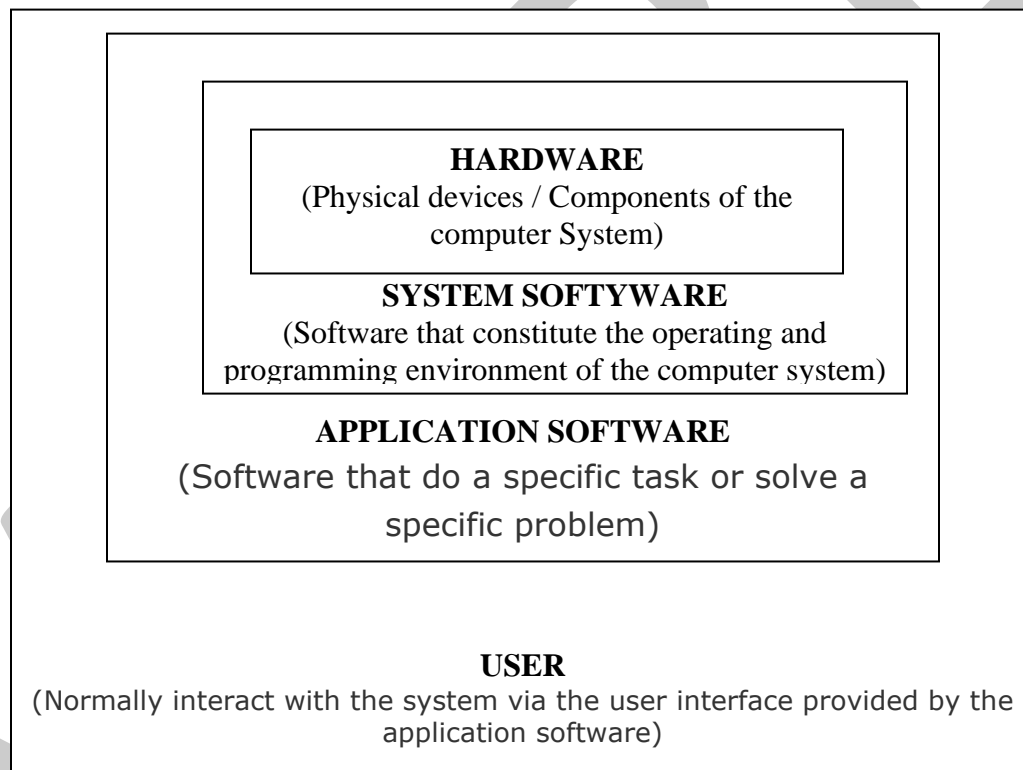 HARDWARE
(Physical devices / Components of the
computer System)
SYSTEM SOFTYWARE
(Software that constitute the operating and
programming environment of the computer system)
APPLICATION SOFTWARE
(Software that do a specific task or solve a
specific problem)
USER
(Normally interact with the system via the user interface provided by the
application software)